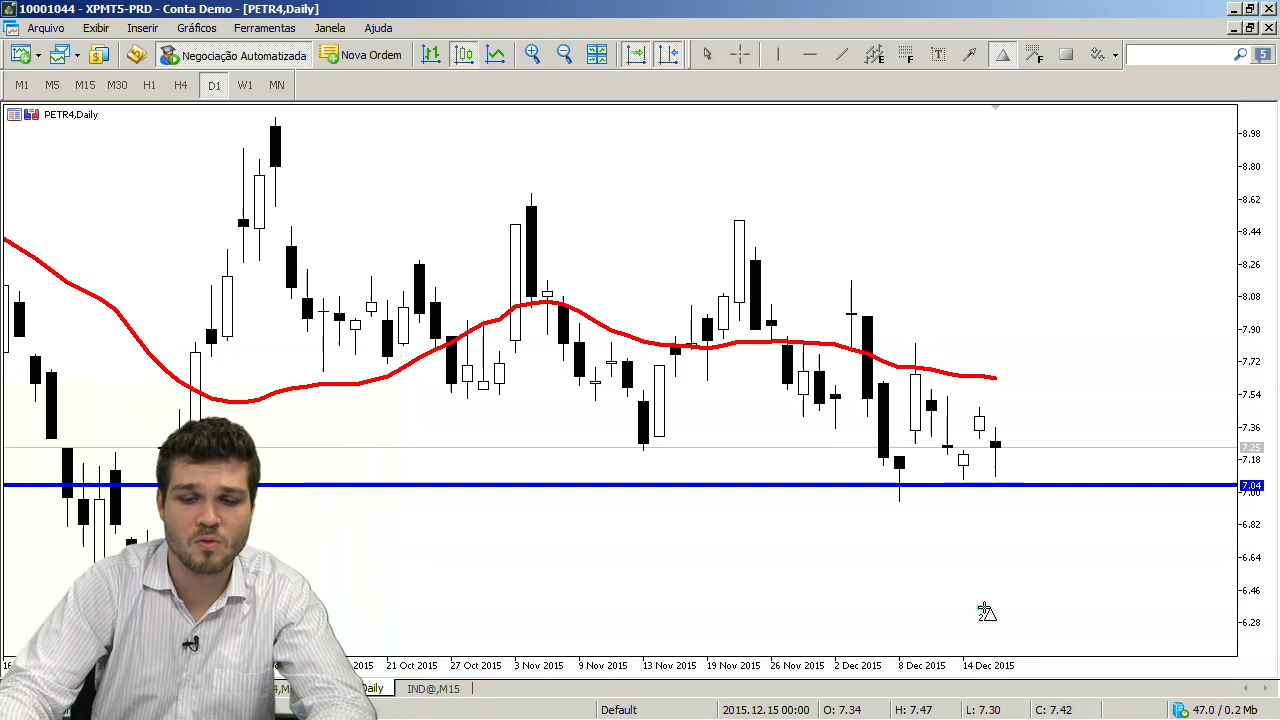 10001044 - XPMT5-PRD - Conta Demo - [PETR4,Daily]
Arquivo Exibir Inserir Gráficos Ferramentas Janela Ajuda
Negociação Automatizada Nova Ordem E F T F 5
M1 M5 M15 M30 H1 H4 D1 W1 MN
PETR4,Daily
8.98
8.80
8.62
8.44
8.26
8.08
7.90
7.72
7.54
7.36
7.25
7.18
7.04
7.00
6.82
6.64
6.46
6.28
2
2015 21 Oct 2015 27 Oct 2015 3 Nov 2015 9 Nov 2015 13 Nov 2015 19 Nov 2015 26 Nov 2015 2 Dec 2015 8 Dec 2015 14 Dec 2015
Daily IND@,M15
Default 2015.12.15 00:00 O: 7.34 H: 7.47 L: 7.30 C: 7.42 47.0 / 0.2 Mb